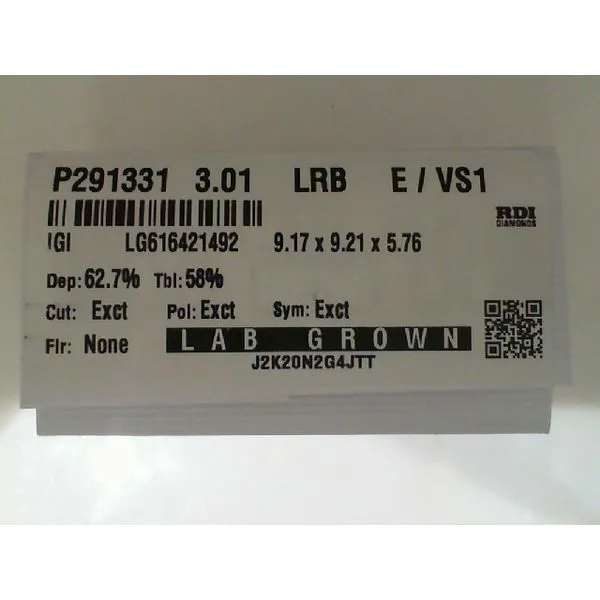 P291331 3.01 LRB E / VS1
RDI
DIAMONDS
IGI LG616421492 9.17 x 9.21 x 5.76
Dep: 62.7% Tbl: 58%
Cut: Exct Pol: Exct Sym: Exct
Flr: None LAB GROWN
J2K20N2G4JTT